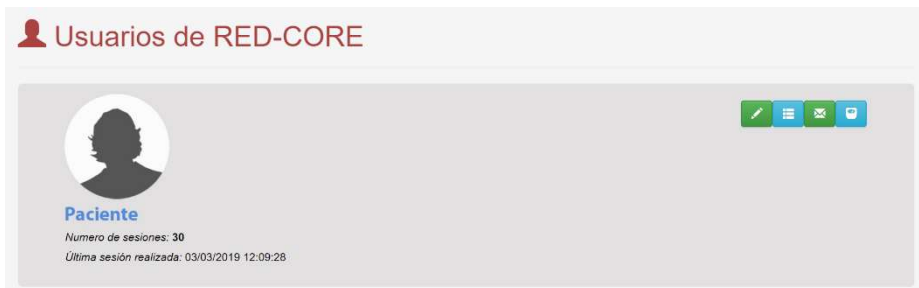 Usuarios de RED-CORE
Paciente
Numero de sesiones: 30
Última sesión realizada: 03/03/2019 12:09:28